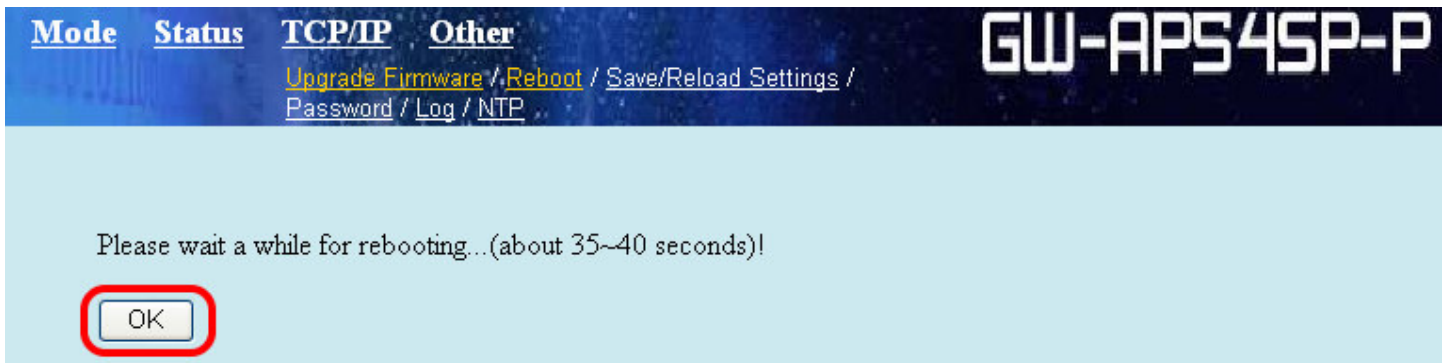 Mode Status TCP/IP Other
GW-AP54SP-P
Upgrade Firmware / Reboot / Save/Reload Settings /
Password / Log / NTP
Please wait a while for rebooting...(about 35~40 seconds)!
OK